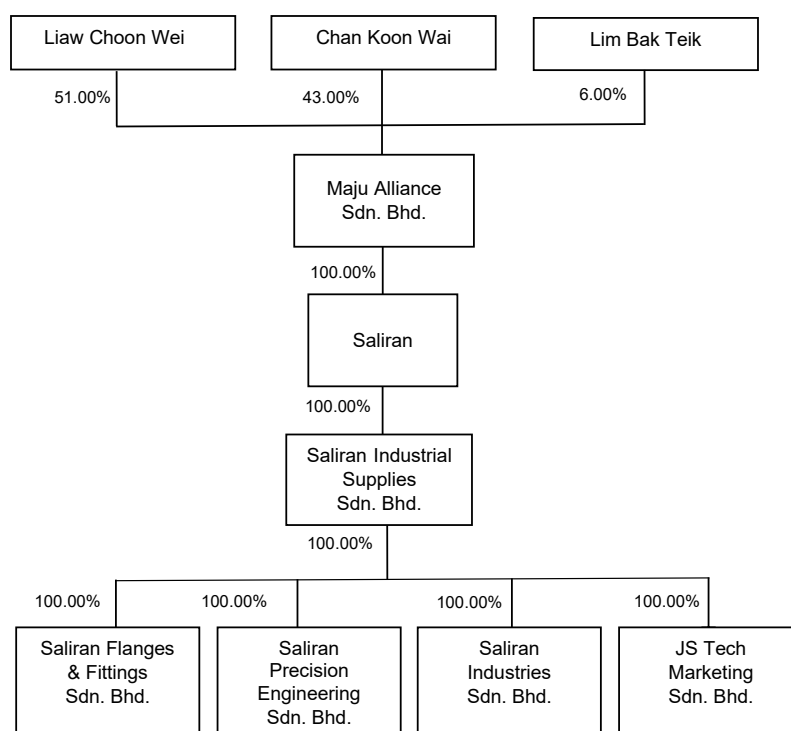 Liaw Choon Wei
Chan Koon Wai
Lim Bak Teik
51.00%
43.00%
6.00%
Maju Alliance
Sdn. Bhd.
100.00%
Saliran
100.00%
Saliran Industrial
Supplies
Sdn. Bhd.
100.00%
100.00%
100.00%
100.00%
100.00%
Saliran Flanges
& Fittings
Sdn. Bhd.
Saliran
Precision
Engineering
Sdn. Bhd.
Saliran
Industries
Sdn. Bhd.
JS Tech
Marketing
Sdn. Bhd.